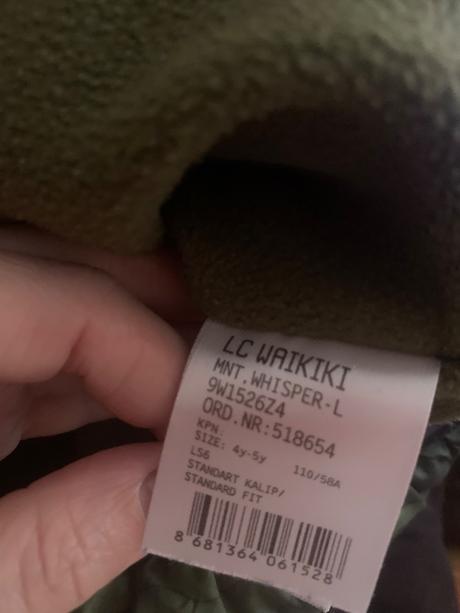 LC WAIKIKI
MNT.WHISPER-L
9W1526Z4
ORD.NR:518654
KPN:
SIZE: 4y-5y 110/58A
LS6
STANDART KALIP/
STANDARD FIT
8 681364 061528